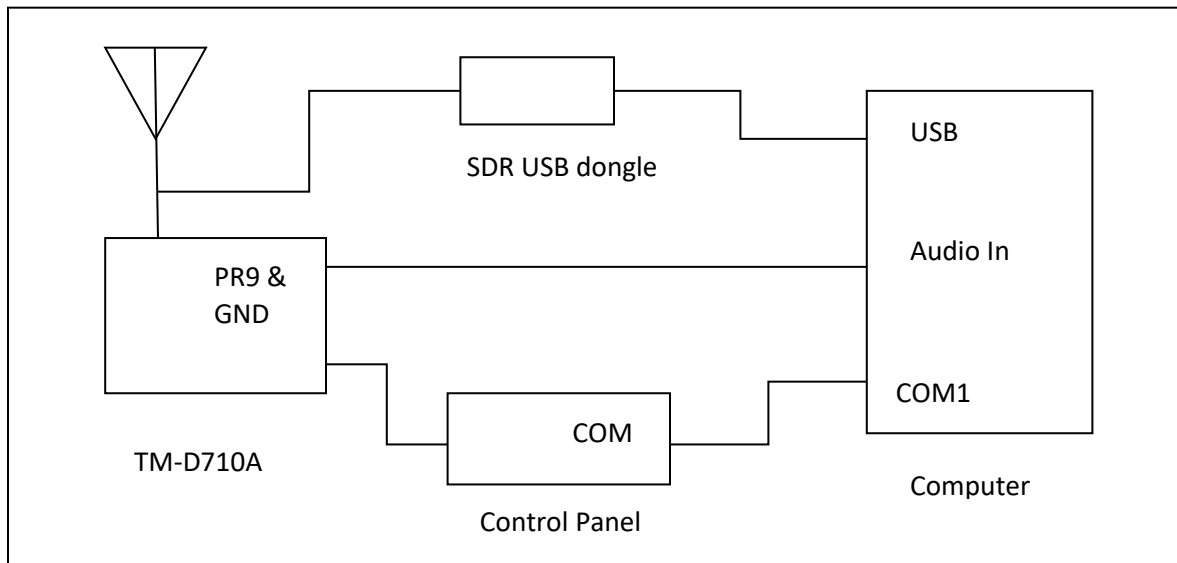 USB
SDR USB dongle
Audio In
PR9 &
GND
COM1
COM
TM-D710A
Computer
Control Panel